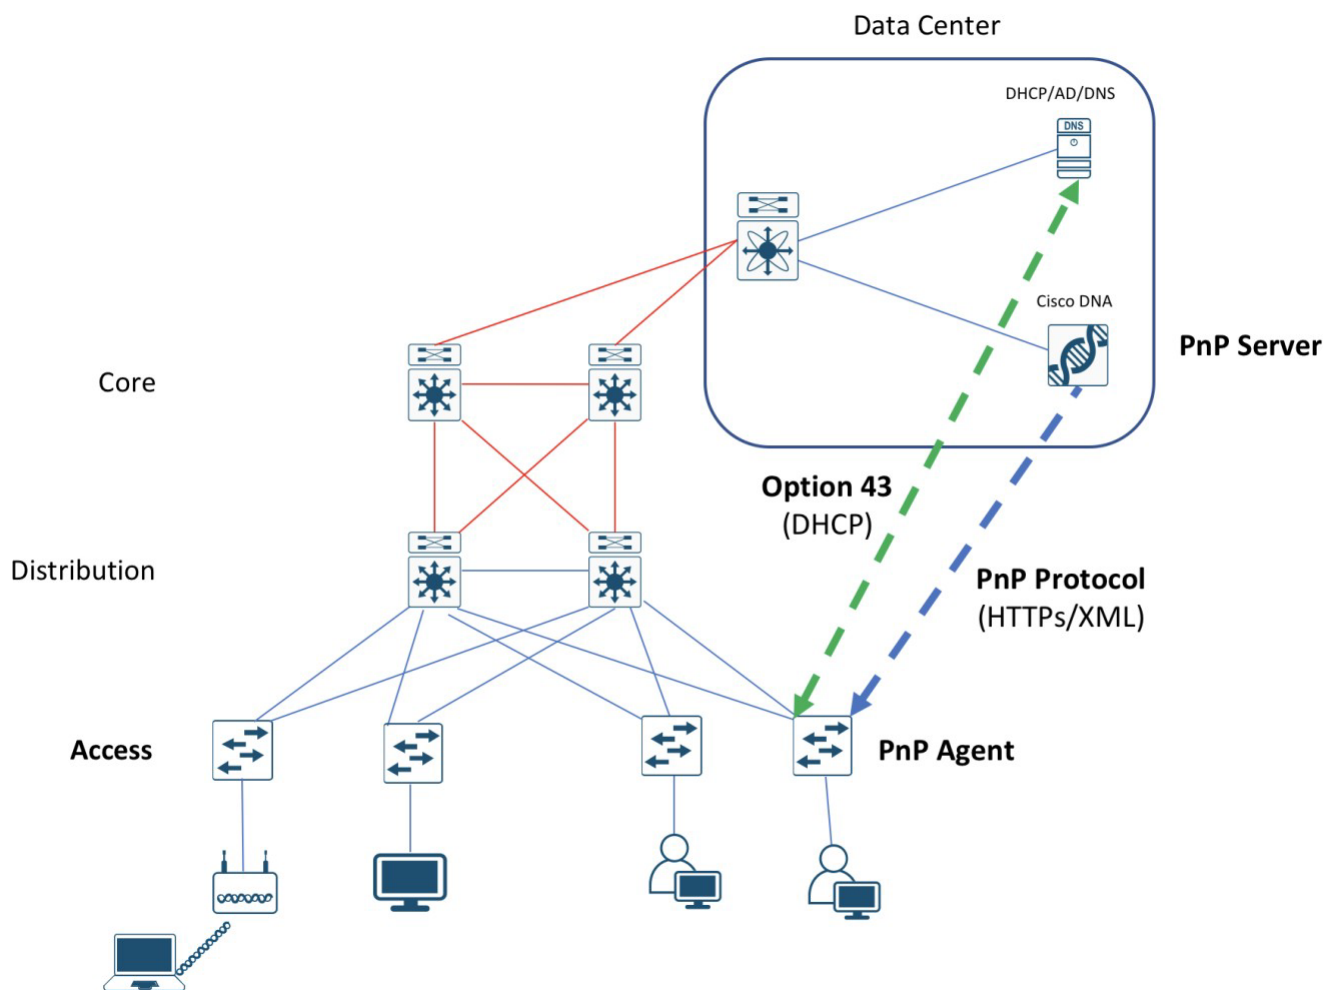 Data Center
DHCP/AD/DNS
DNS
Cisco DNA
PnP Server
Core
Option 43
(DHCP)
Distribution
PnP Protocol
(HTTPs/XML)
Access
PnP Agent